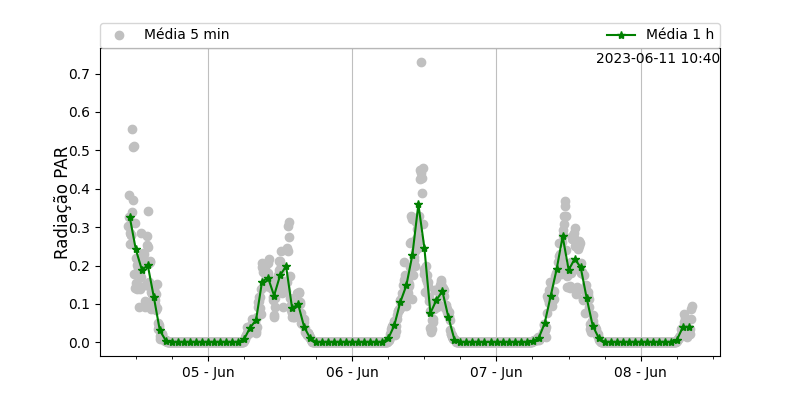 Média 5 min
Média 1 h
2023-06-11 10:40
Radiação PAR
0.7
0.6
0.5
0.4
0.3
0.2
0.1
0.0
05 - Jun
06 - Jun
07 - Jun
08 - Jun